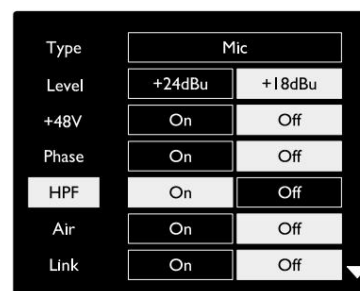 Type Mic
Level +24dBu +18dBu
+48V On Off
Phase On Off
HPF On Off
Air On Off
Link On Off